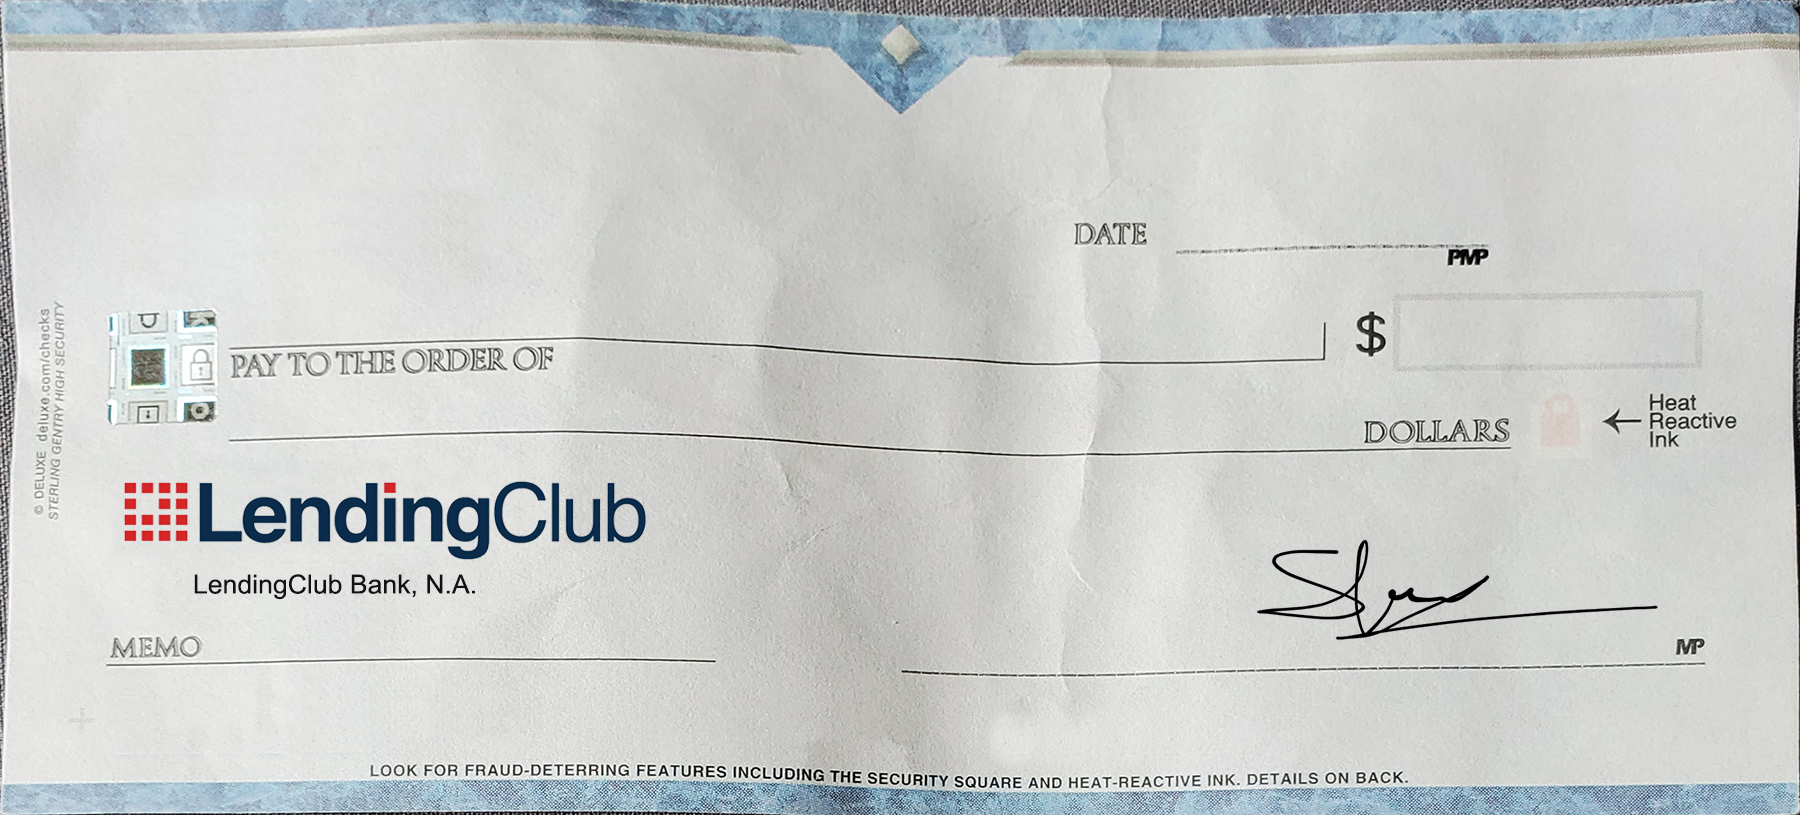 DATE
PMP
PAY TO THE ORDER OF
$
DOLLARS
Heat
Reactive
Ink
© DELUXE deluxe.com/checks
STERLING GENTRY HIGH SECURITY
LendingClub
LendingClub Bank, N.A.
MEMO
MP
LOOK FOR FRAUD-DETERRING FEATURES INCLUDING THE SECURITY SQUARE AND HEAT-REACTIVE INK. DETAILS ON BACK.